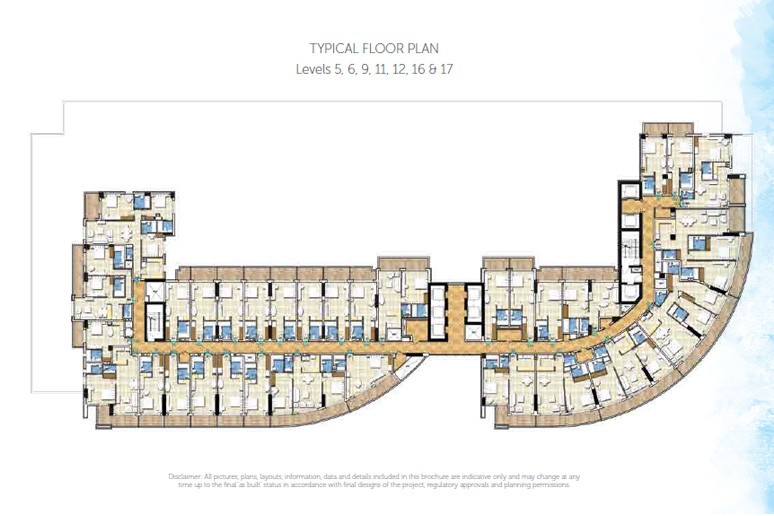 TYPICAL FLOOR PLAN
Levels 5, 6, 9, 11, 12, 16 & 17
Disclaimer: All pictures, plans, layouts, information, data and details included in this brochure are indicative only and may change at any
time up to the final 'as built' status in accordance with final designs of the project, regulatory approvals and planning permissions.